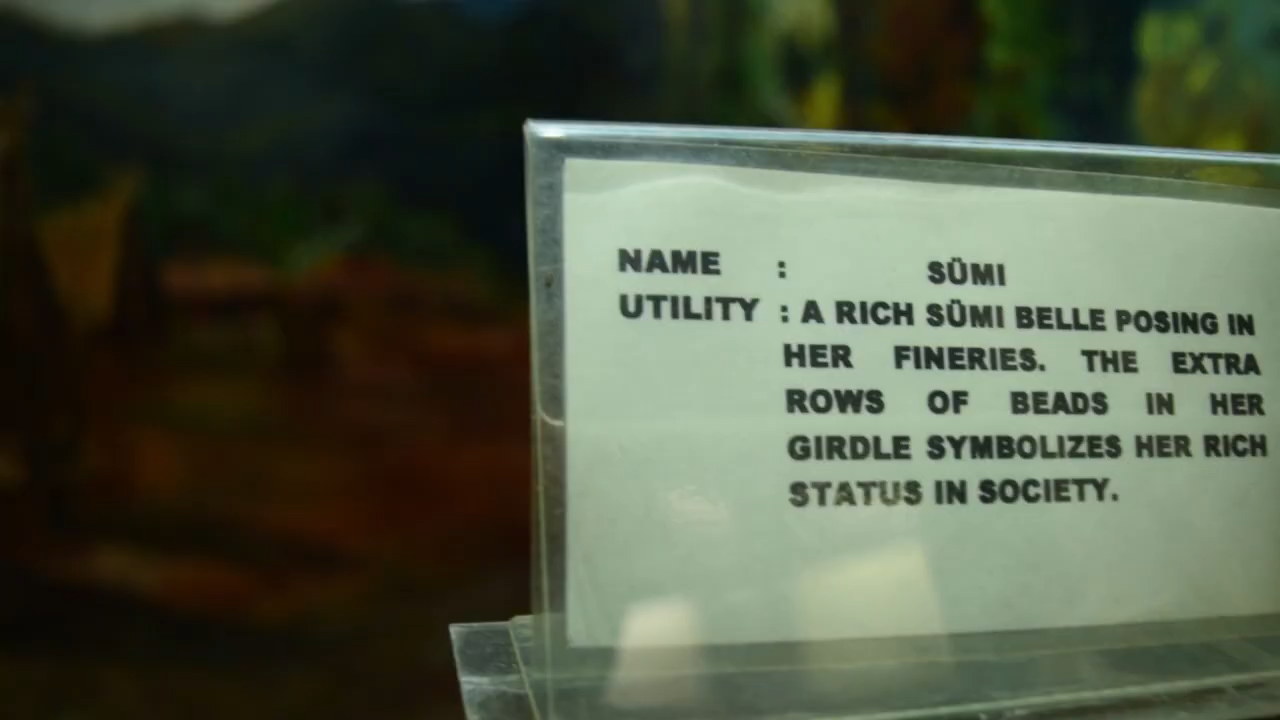 NAME : SÜMI
UTILITY : A RICH SÜMI BELLE POSING IN
HER FINERIES. THE EXTRA
ROWS OF BEADS IN HER
GIRDLE SYMBOLIZES HER RICH
STATUS IN SOCIETY.